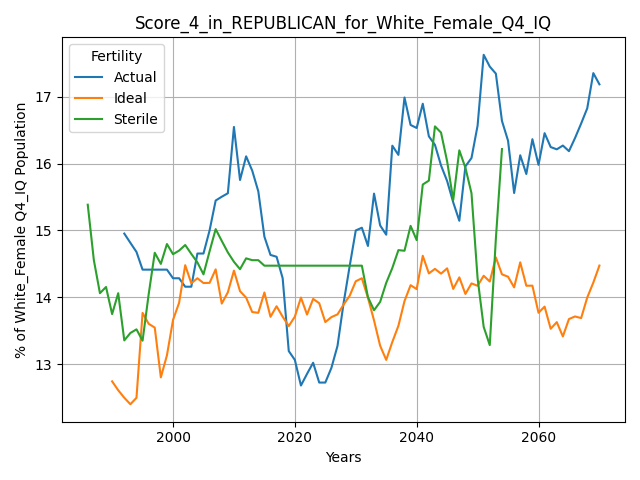 Score_4_in_REPUBLICAN_for_White_Female_Q4_IQ
Fertility
Actual
Ideal
Sterile
% of White_Female Q4_IQ Population
17
16
15
14
13
2000
2020
2040
2060
Years